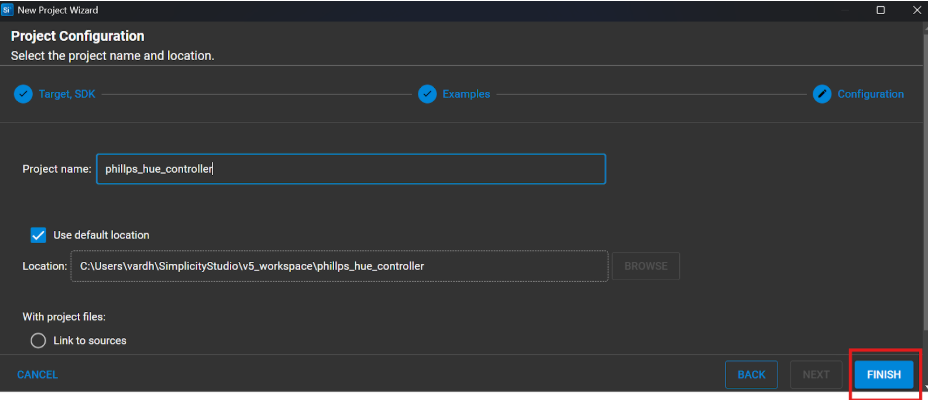 Si New Project Wizard
Project Configuration
Select the project name and location.
Target, SDK Examples Configuration
Project name: phillps_hue_controller
Use default location
Location: C:\Users\vardh\SimplicityStudio\v5_workspace\phillps_hue_controller BROWSE
With project files:
Link to sources
CANCEL BACK NEXT FINISH